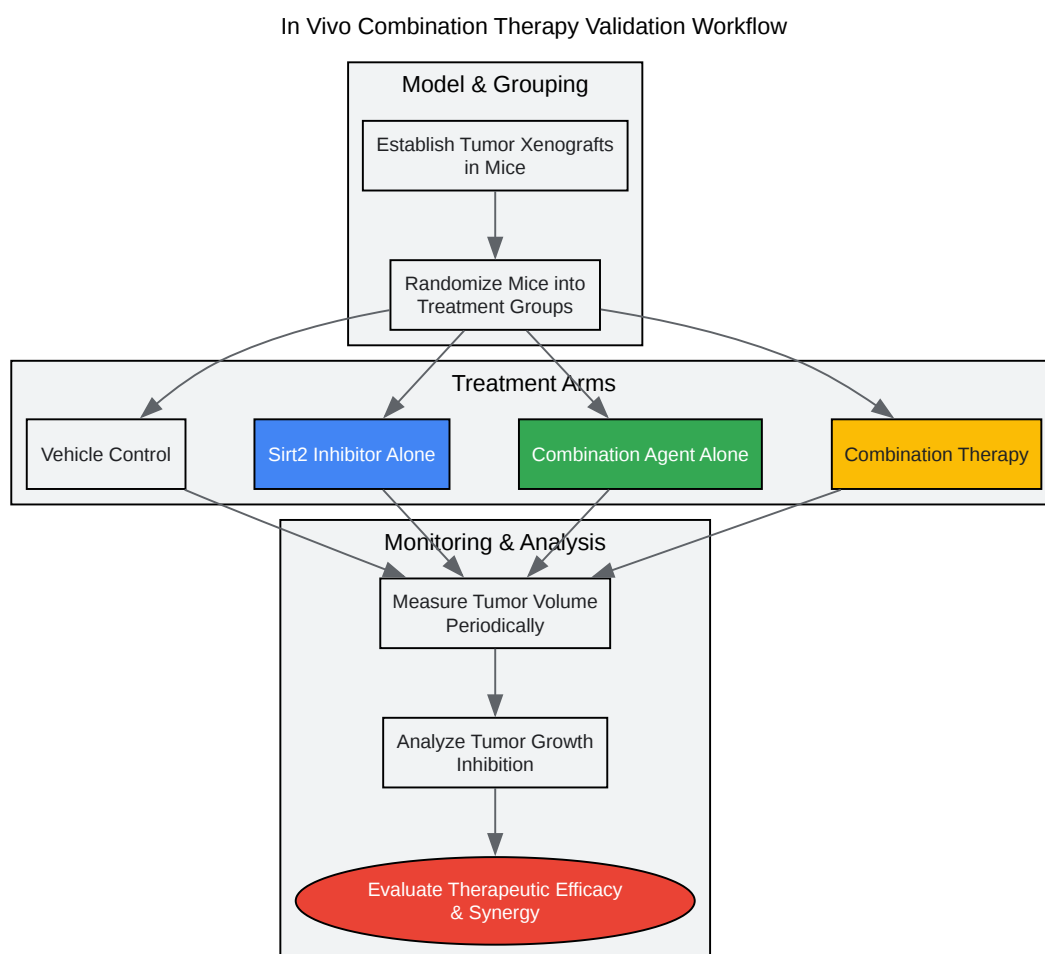 In Vivo Combination Therapy Validation Workflow
Model & Grouping
Establish Tumor Xenografts
in Mice
Randomize Mice into
Treatment Groups
Treatment Arms
Vehicle Control
Sirt2 Inhibitor Alone
Combination Agent Alone
Combination Therapy
Monitoring & Analysis
Measure Tumor Volume
Periodically
Analyze Tumor Growth
Inhibition
Evaluate Therapeutic Efficacy
& Synergy